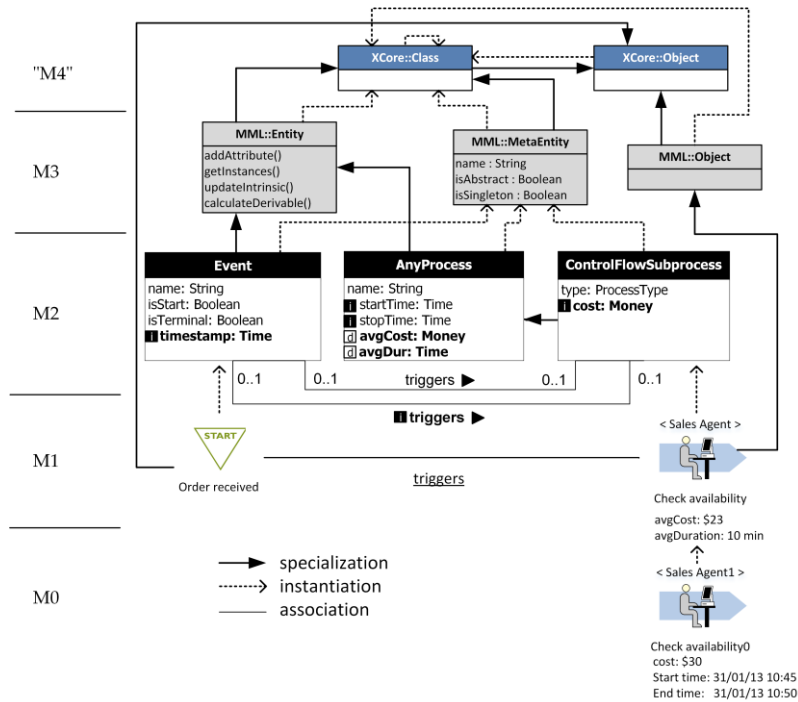 "M4"
XCore::Class
XCore::Object
M3
MML::Entity
addAttribute()
getInstances()
updateIntrinsic()
calculateDerivable()
MML::MetaEntity
name : String
isAbstract : Boolean
isSingleton : Boolean
MML::Object
M2
Event
name: String
isStart: Boolean
isTerminal: Boolean
i timestamp: Time
AnyProcess
name: String
i startTime: Time
i stopTime: Time
d avgCost: Money
d avgDur: Time
ControlFlowSubprocess
type: ProcessType
i cost: Money
0..1
0..1
triggers ▶
0..1
0..1
i triggers ▶
M1
START
Order received
triggers
< Sales Agent >
Check availability
avgCost: $23
avgDuration: 10 min
M0
specialization
instantiation
association
< Sales Agent1 >
Check availability0
cost: $30
Start time: 31/01/13 10:45
End time: 31/01/13 10:50